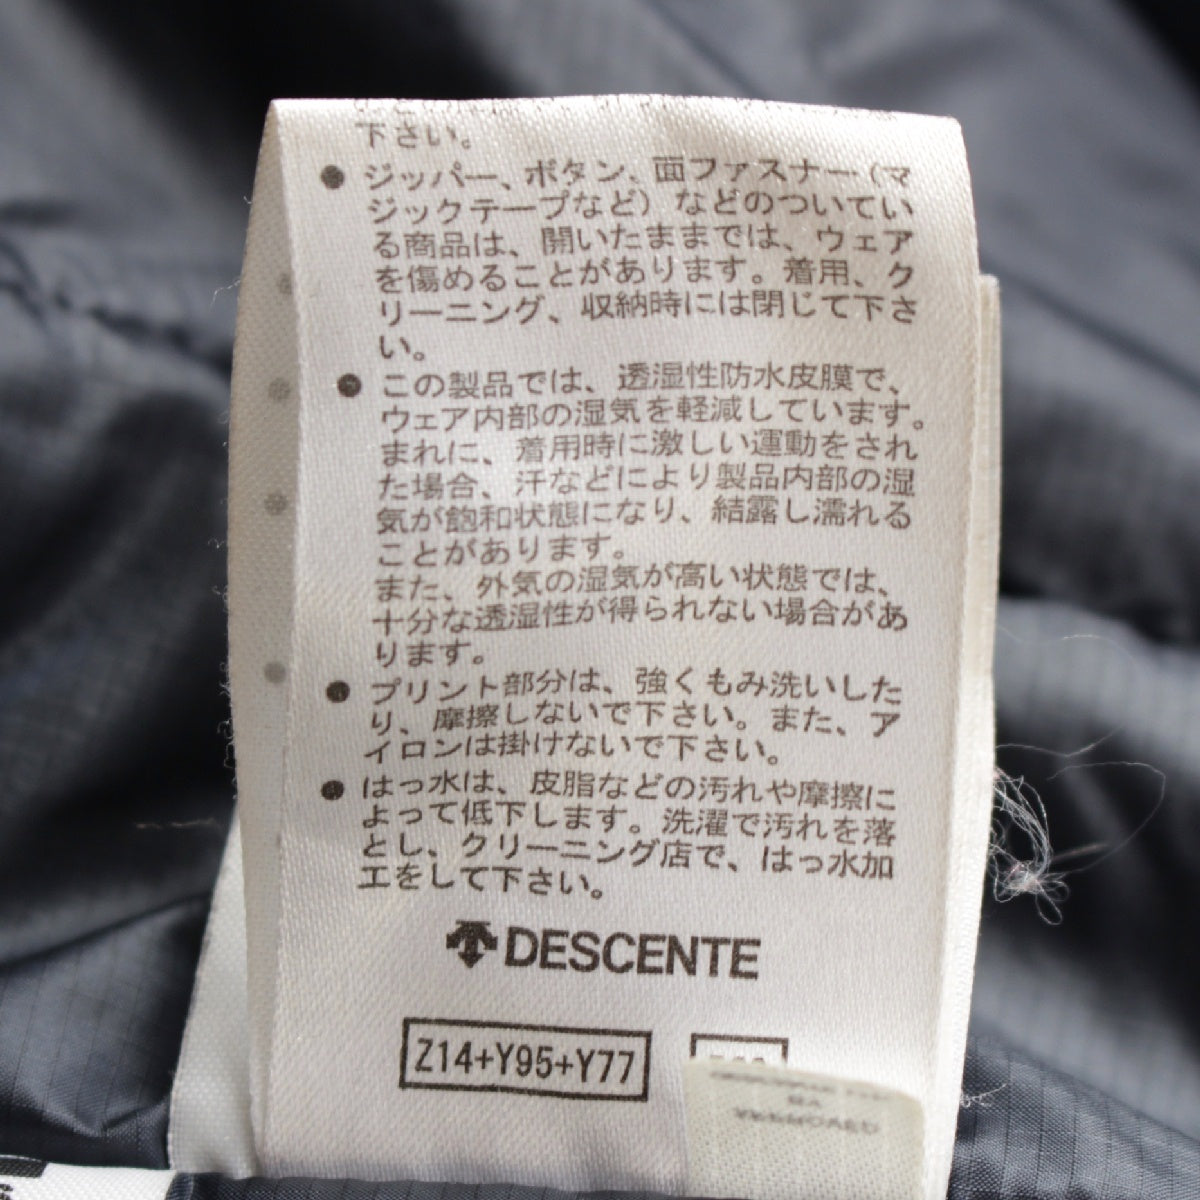 下さい。
● ジッパー、ボタン、面ファスナー(マ
ジックテープなど)などのついてい
る商品は、開いたままでは、ウェア
を傷めることがあります。着用、ク
リーニング、収納時には閉じて下さ
い。
● この製品では、透湿性防水皮膜で、
ウェア内部の湿気を軽減しています。
まれに、着用時に激しい運動をされ
た場合、汗などにより製品内部の湿
気が飽和状態になり、結露し濡れる
ことがあります。
また、外気の湿気が高い状態では、
十分な透湿性が得られない場合があ
ります。
● プリント部分は、強くもみ洗いした
り、摩擦しないで下さい。また、ア
イロンは掛けないで下さい。
● はっ水は、皮脂などの汚れや摩擦に
よって低下します。洗濯で汚れを落
とし、クリーニング店で、はっ水加
工をして下さい。
DESCENTE
Z14+Y95+Y77